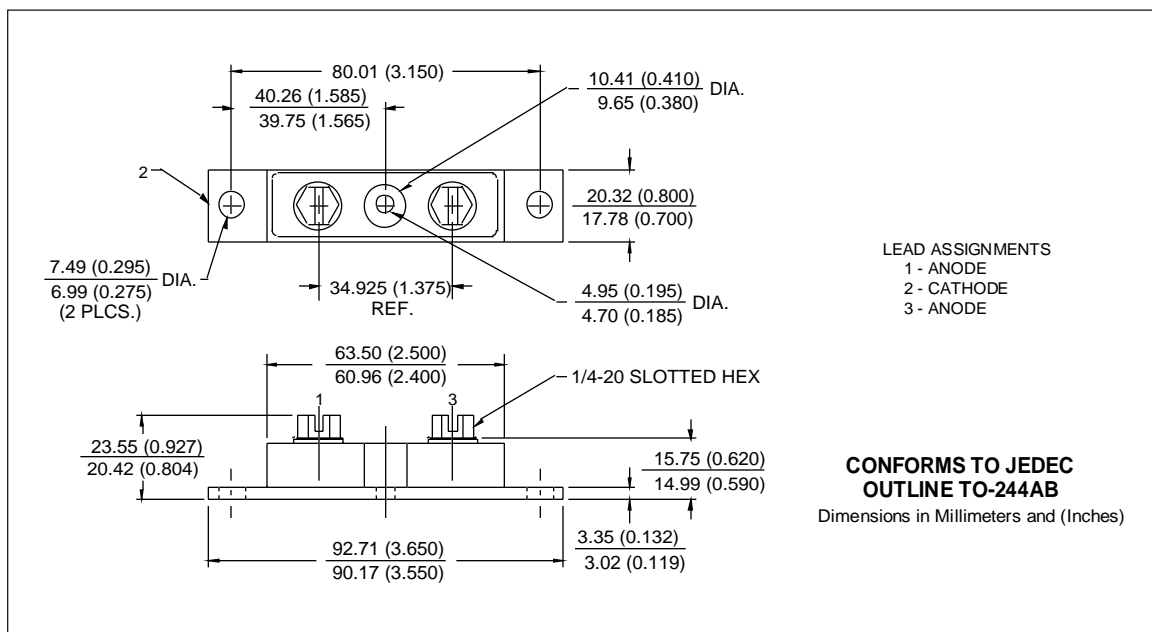 80.01 (3.150)
40.26 (1.585)
39.75 (1.565)
10.41 (0.410)
9.65 (0.380)
DIA.
2
20.32 (0.800)
17.78 (0.700)
7.49 (0.295)
6.99 (0.275)
DIA.
(2 PLCS.)
34.925 (1.375)
REF.
4.95 (0.195)
4.70 (0.185)
DIA.
LEAD ASSIGNMENTS
1 - ANODE
2 - CATHODE
3 - ANODE
63.50 (2.500)
60.96 (2.400)
1/4-20 SLOTTED HEX
1
3
23.55 (0.927)
20.42 (0.804)
15.75 (0.620)
14.99 (0.590)
CONFORMS TO JEDEC
OUTLINE TO-244AB
Dimensions in Millimeters and (Inches)
92.71 (3.650)
90.17 (3.550)
3.35 (0.132)
3.02 (0.119)